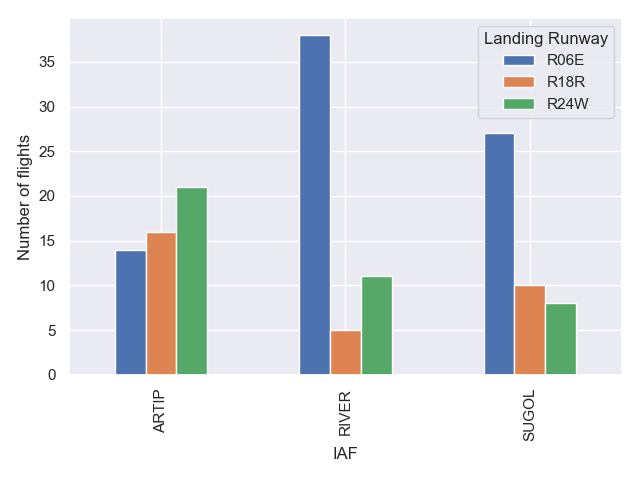 Landing Runway
R06E
R18R
R24W
Number of flights
35
30
25
20
15
10
5
0
ARTIP
RIVER
SUGOL
IAF